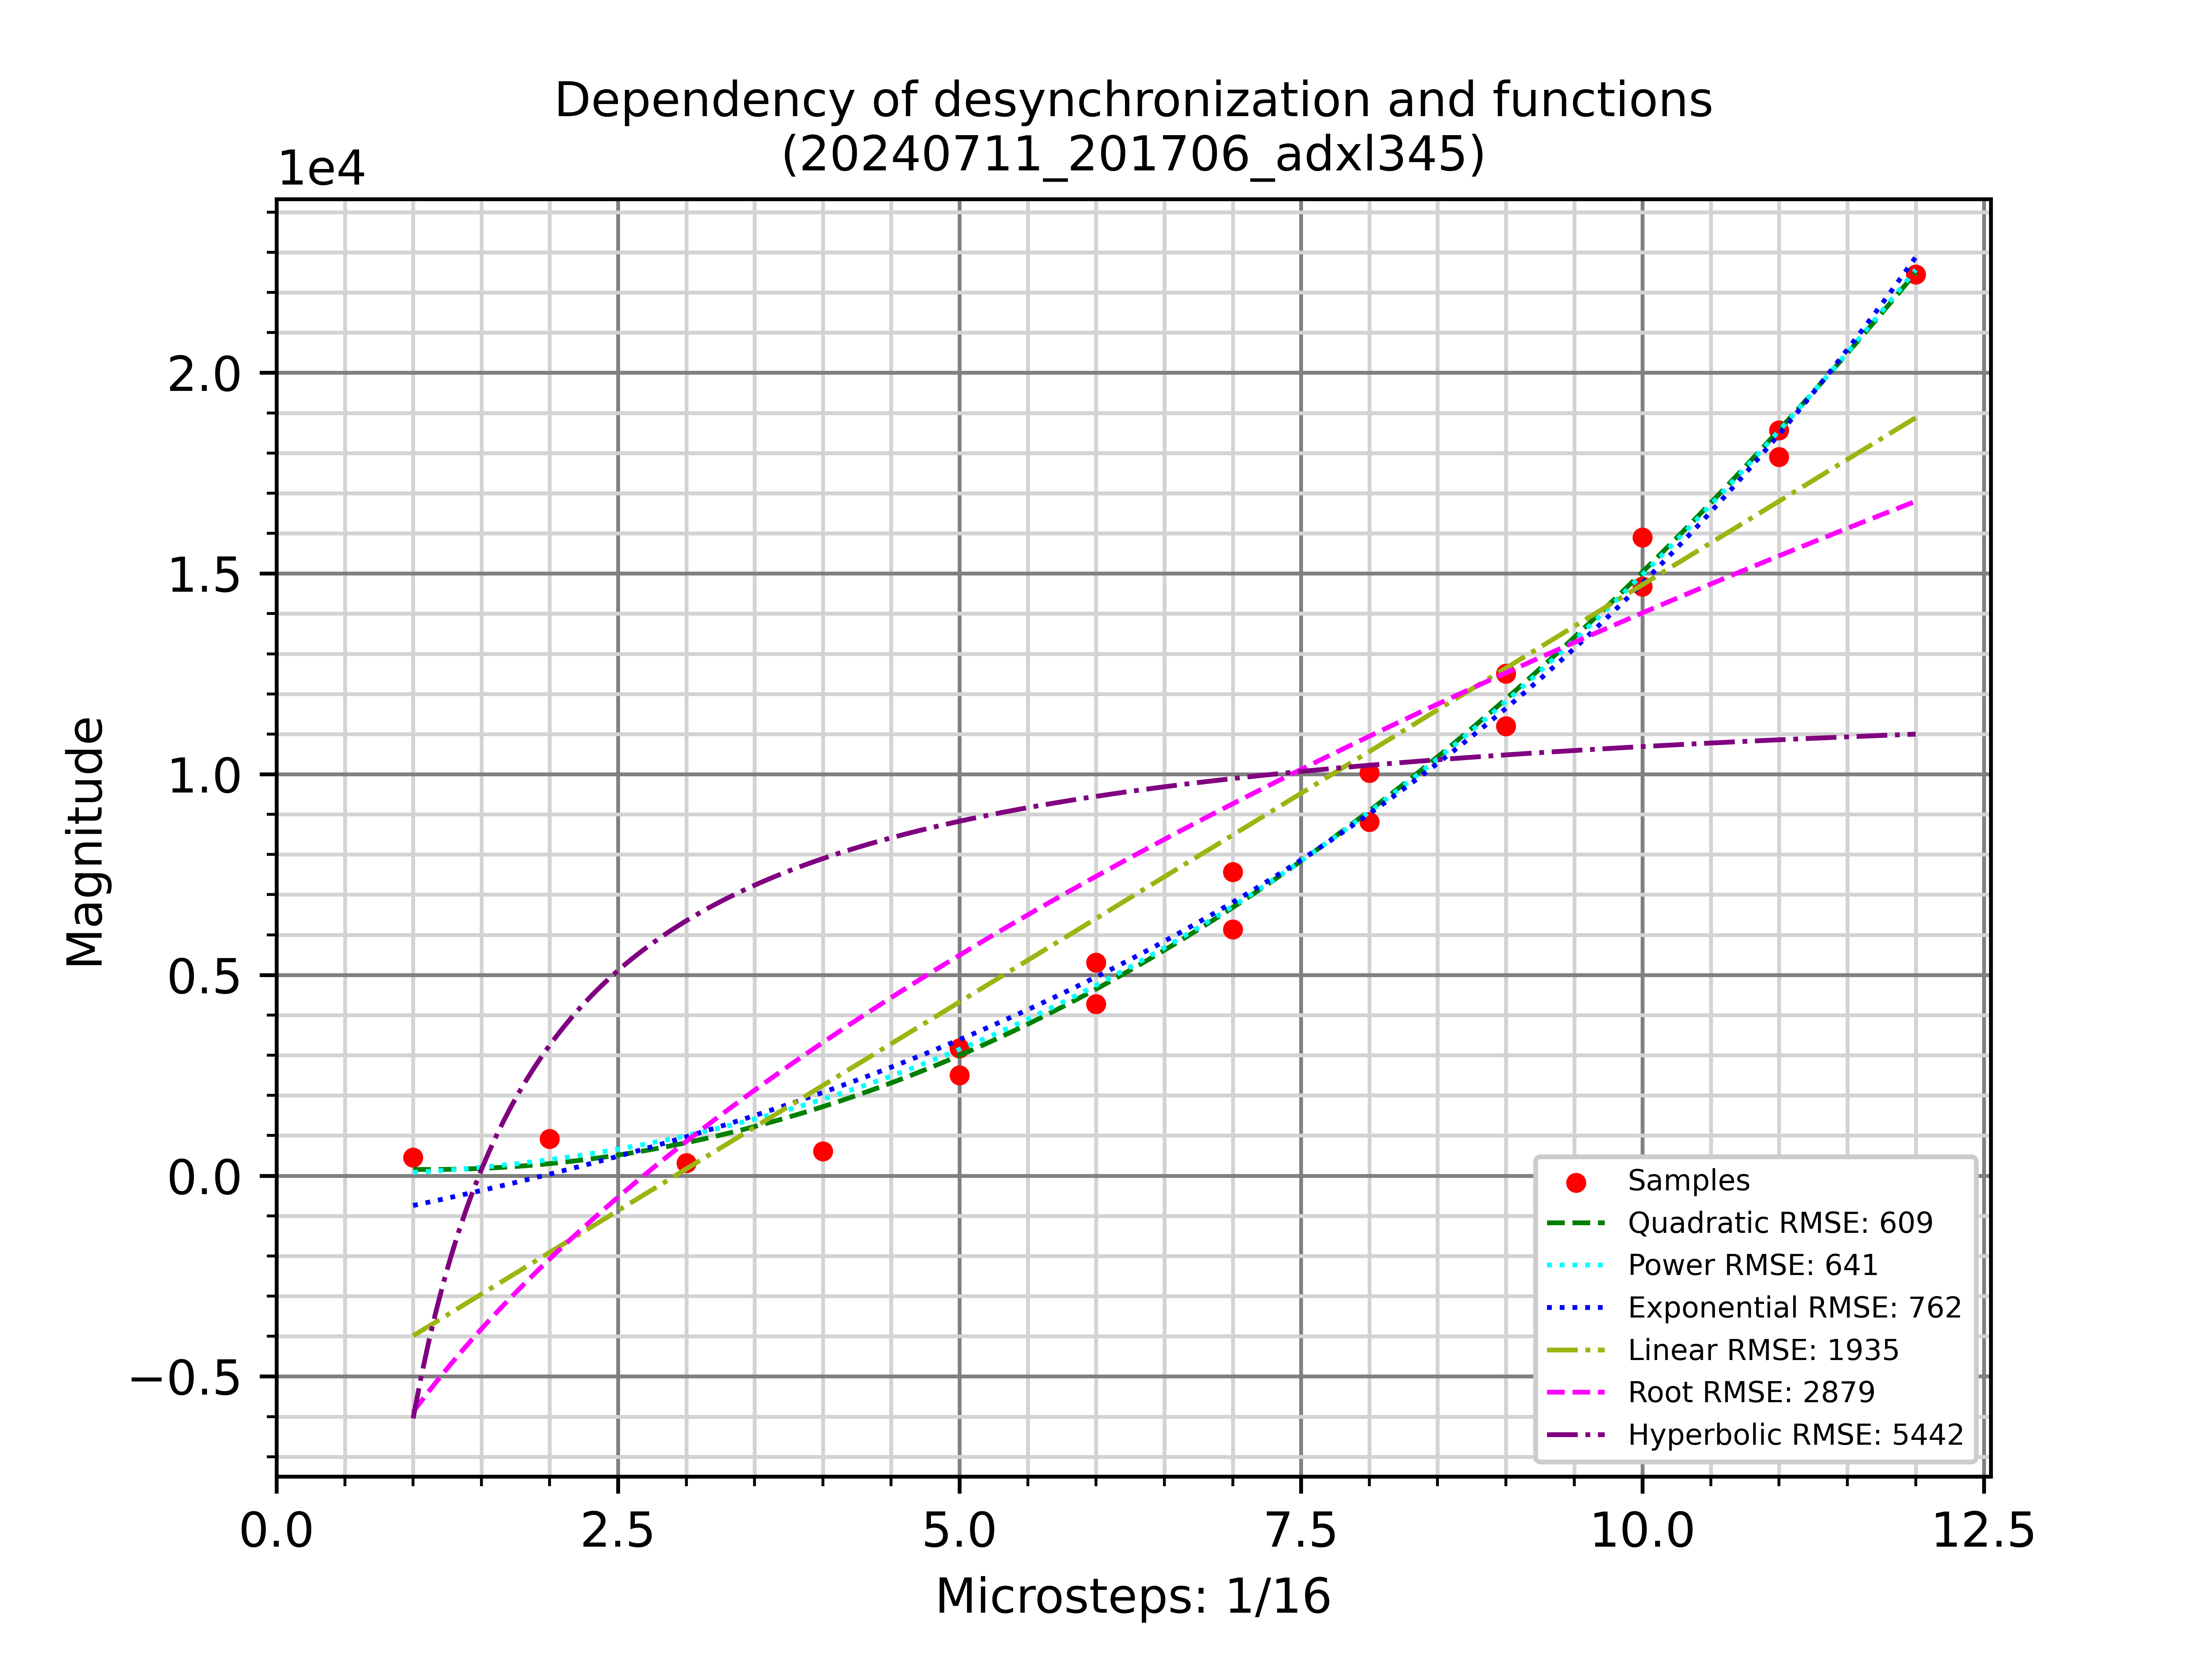 Dependency of desynchronization and functions
(20240711_201706_adxl345)
1e4
2.0
1.5
1.0
0.5
0.0
−0.5
Magnitude
0.0 2.5 5.0 7.5 10.0 12.5
Microsteps: 1/16
Samples
Quadratic RMSE: 609
Power RMSE: 641
Exponential RMSE: 762
Linear RMSE: 1935
Root RMSE: 2879
Hyperbolic RMSE: 5442